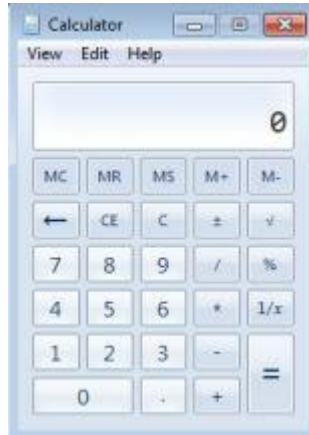 Calculator
View Edit Help
0
MC MR MS M+ M-
← CE C ± √
7 8 9 / %
4 5 6 * 1/x
1 2 3 - =
0 . +